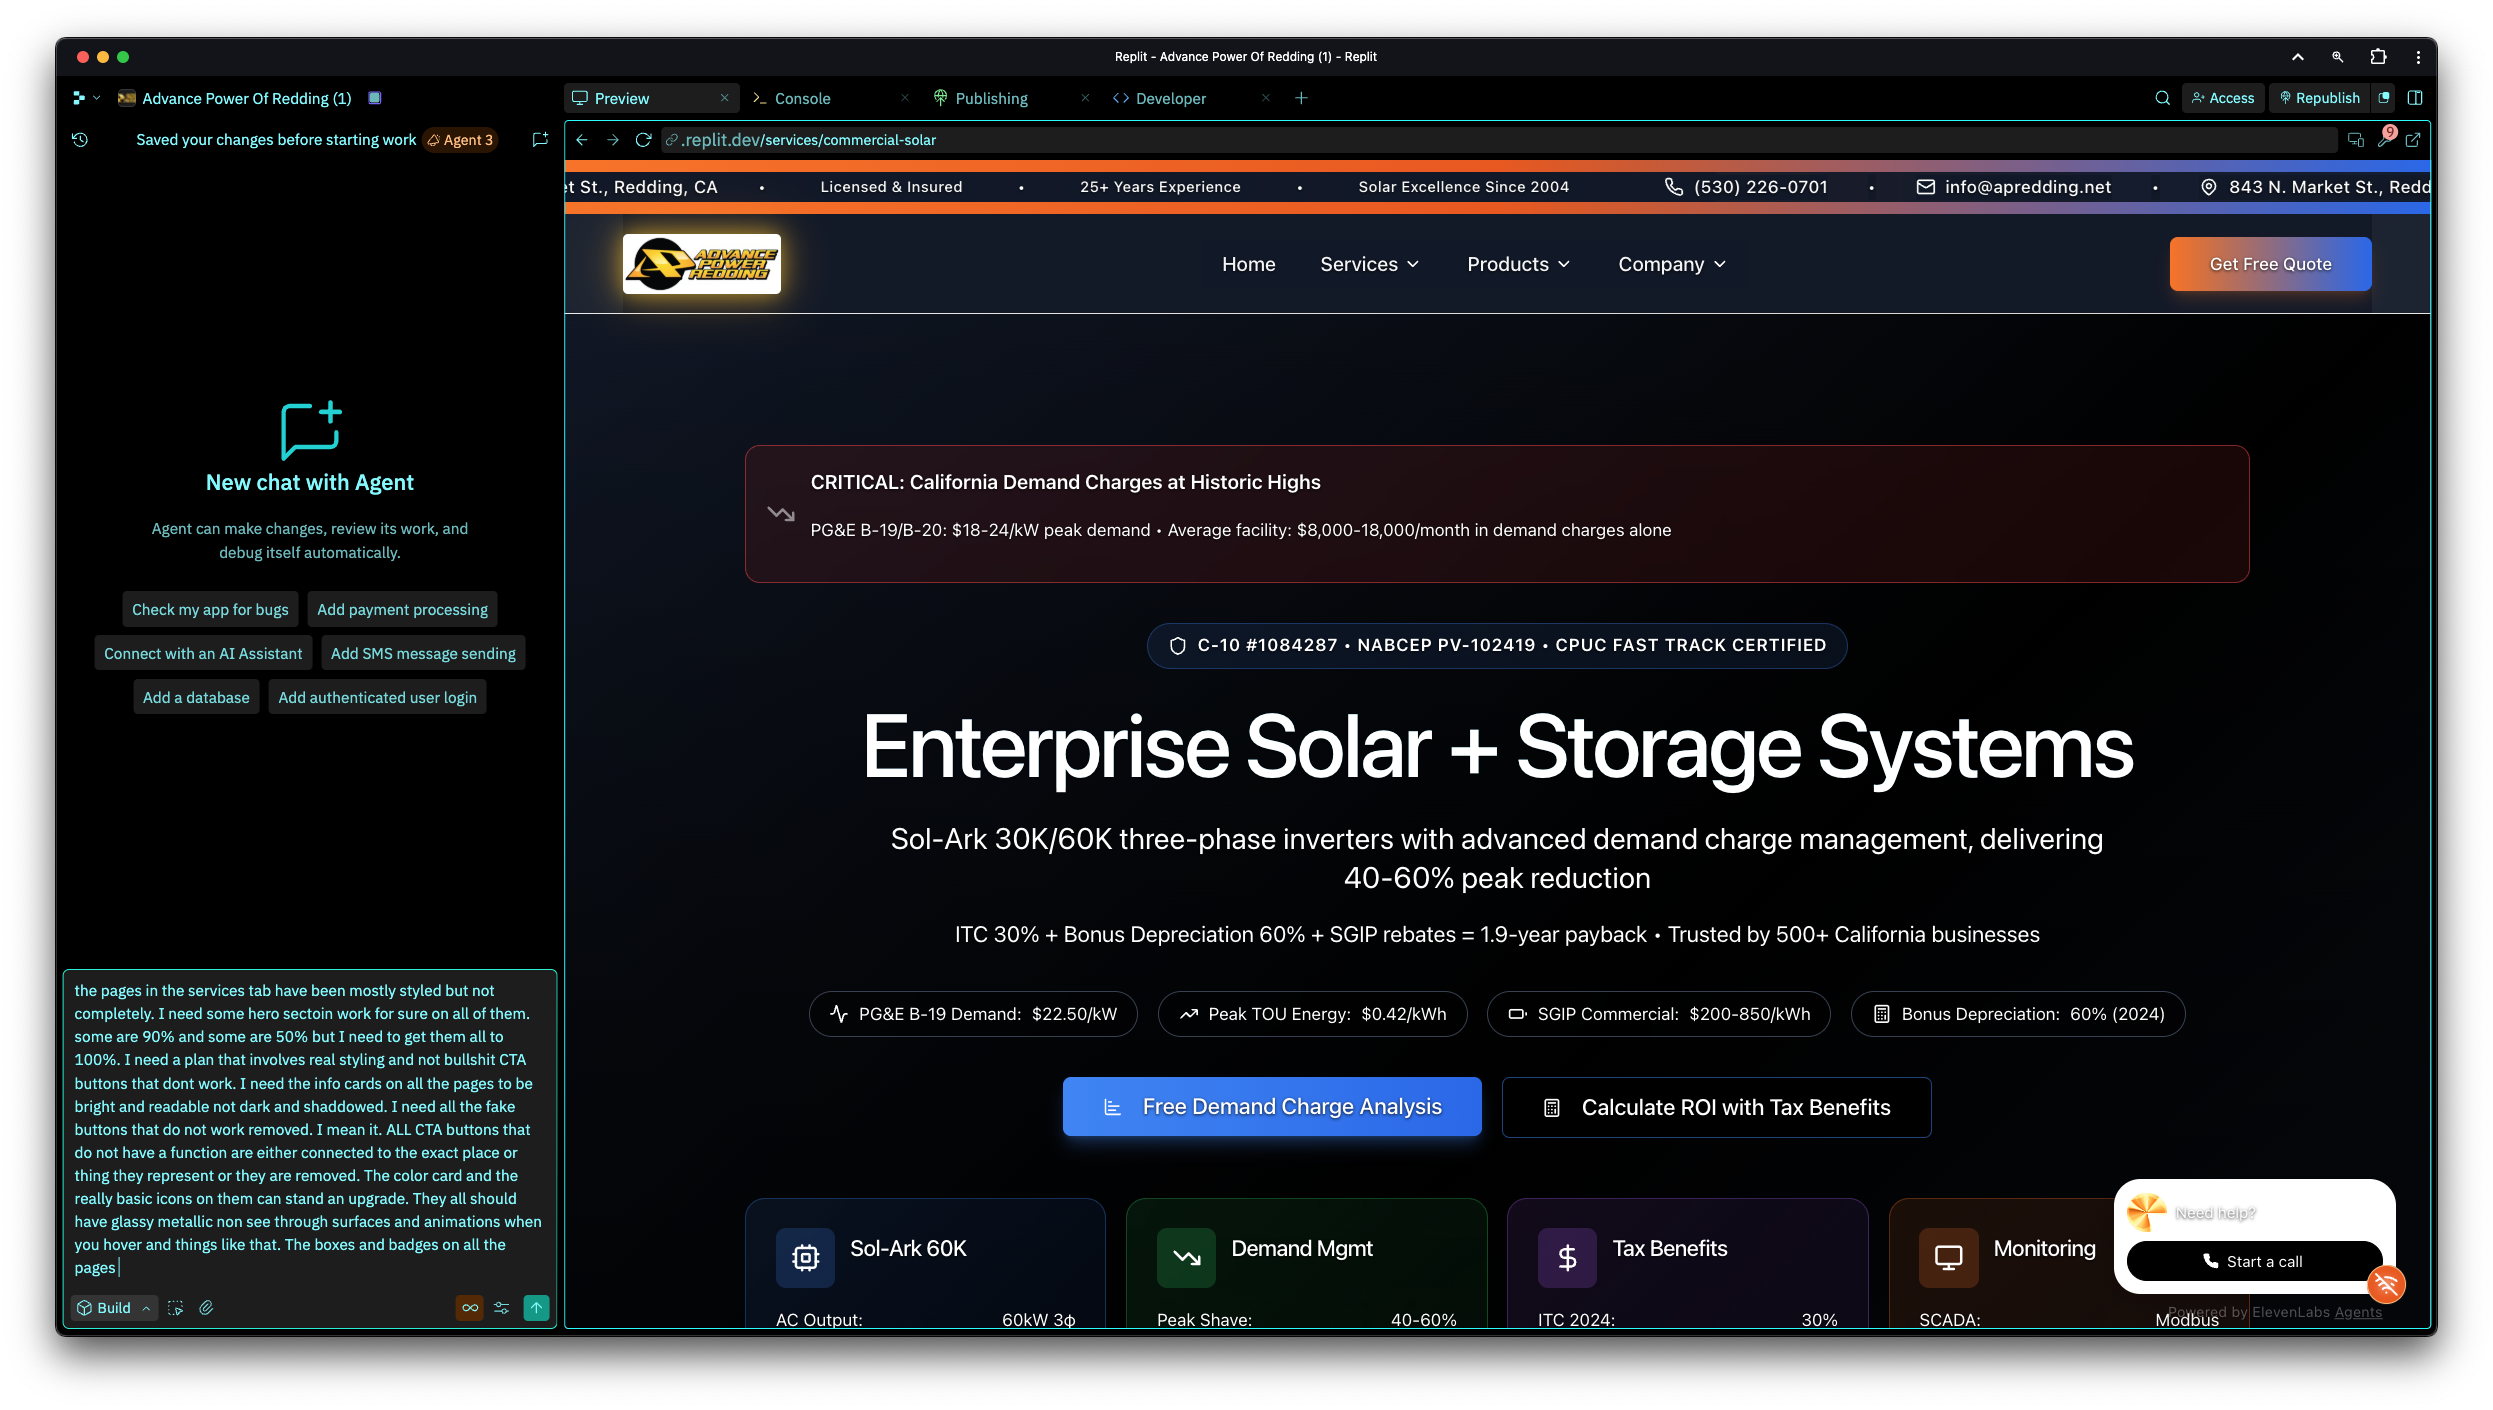 Replit - Advance Power Of Redding (1) - Replit
Advance Power Of Redding (1)
Preview
Console
Publishing
Developer
Access
Republish
Saved your changes before starting work
Agent 3
.replit.dev/services/commercial-solar
9
et St., Redding, CA • Licensed & Insured • 25+ Years Experience • Solar Excellence Since 2004
(530) 226-0701 • info@apredding.net • 843 N. Market St., Redd
ADVANCE
POWER
REDDING
Home
Services
Products
Company
Get Free Quote
New chat with Agent
Agent can make changes, review its work, and
debug itself automatically.
Check my app for bugs
Add payment processing
Connect with an AI Assistant
Add SMS message sending
Add a database
Add authenticated user login
the pages in the services tab have been mostly styled but not
completely. I need some hero sectoin work for sure on all of them.
some are 90% and some are 50% but I need to get them all to
100%. I need a plan that involves real styling and not bullshit CTA
buttons that dont work. I need the info cards on all the pages to be
bright and readable not dark and shaddowed. I need all the fake
buttons that do not work removed. I mean it. ALL CTA buttons that
do not have a function are either connected to the exact place or
thing they represent or they are removed. The color card and the
really basic icons on them can stand an upgrade. They all should
have glassy metallic non see through surfaces and animations when
you hover and things like that. The boxes and badges on all the
pages
Build
CRITICAL: California Demand Charges at Historic Highs
PG&E B-19/B-20: $18-24/kW peak demand • Average facility: $8,000-18,000/month in demand charges alone
C-10 #1084287 • NABCEP PV-102419 • CPUC FAST TRACK CERTIFIED
Enterprise Solar + Storage Systems
Sol-Ark 30K/60K three-phase inverters with advanced demand charge management, delivering
40-60% peak reduction
ITC 30% + Bonus Depreciation 60% + SGIP rebates = 1.9-year payback • Trusted by 500+ California businesses
PG&E B-19 Demand: $22.50/kW
Peak TOU Energy: $0.42/kWh
SGIP Commercial: $200-850/kWh
Bonus Depreciation: 60% (2024)
Free Demand Charge Analysis
Calculate ROI with Tax Benefits
Sol-Ark 60K
AC Output: 60kW 3φ
Demand Mgmt
Peak Shave: 40-60%
Tax Benefits
ITC 2024: 30%
Monitoring
SCADA: Modbus
Need help?
Start a call
Powered by ElevenLabs Agents